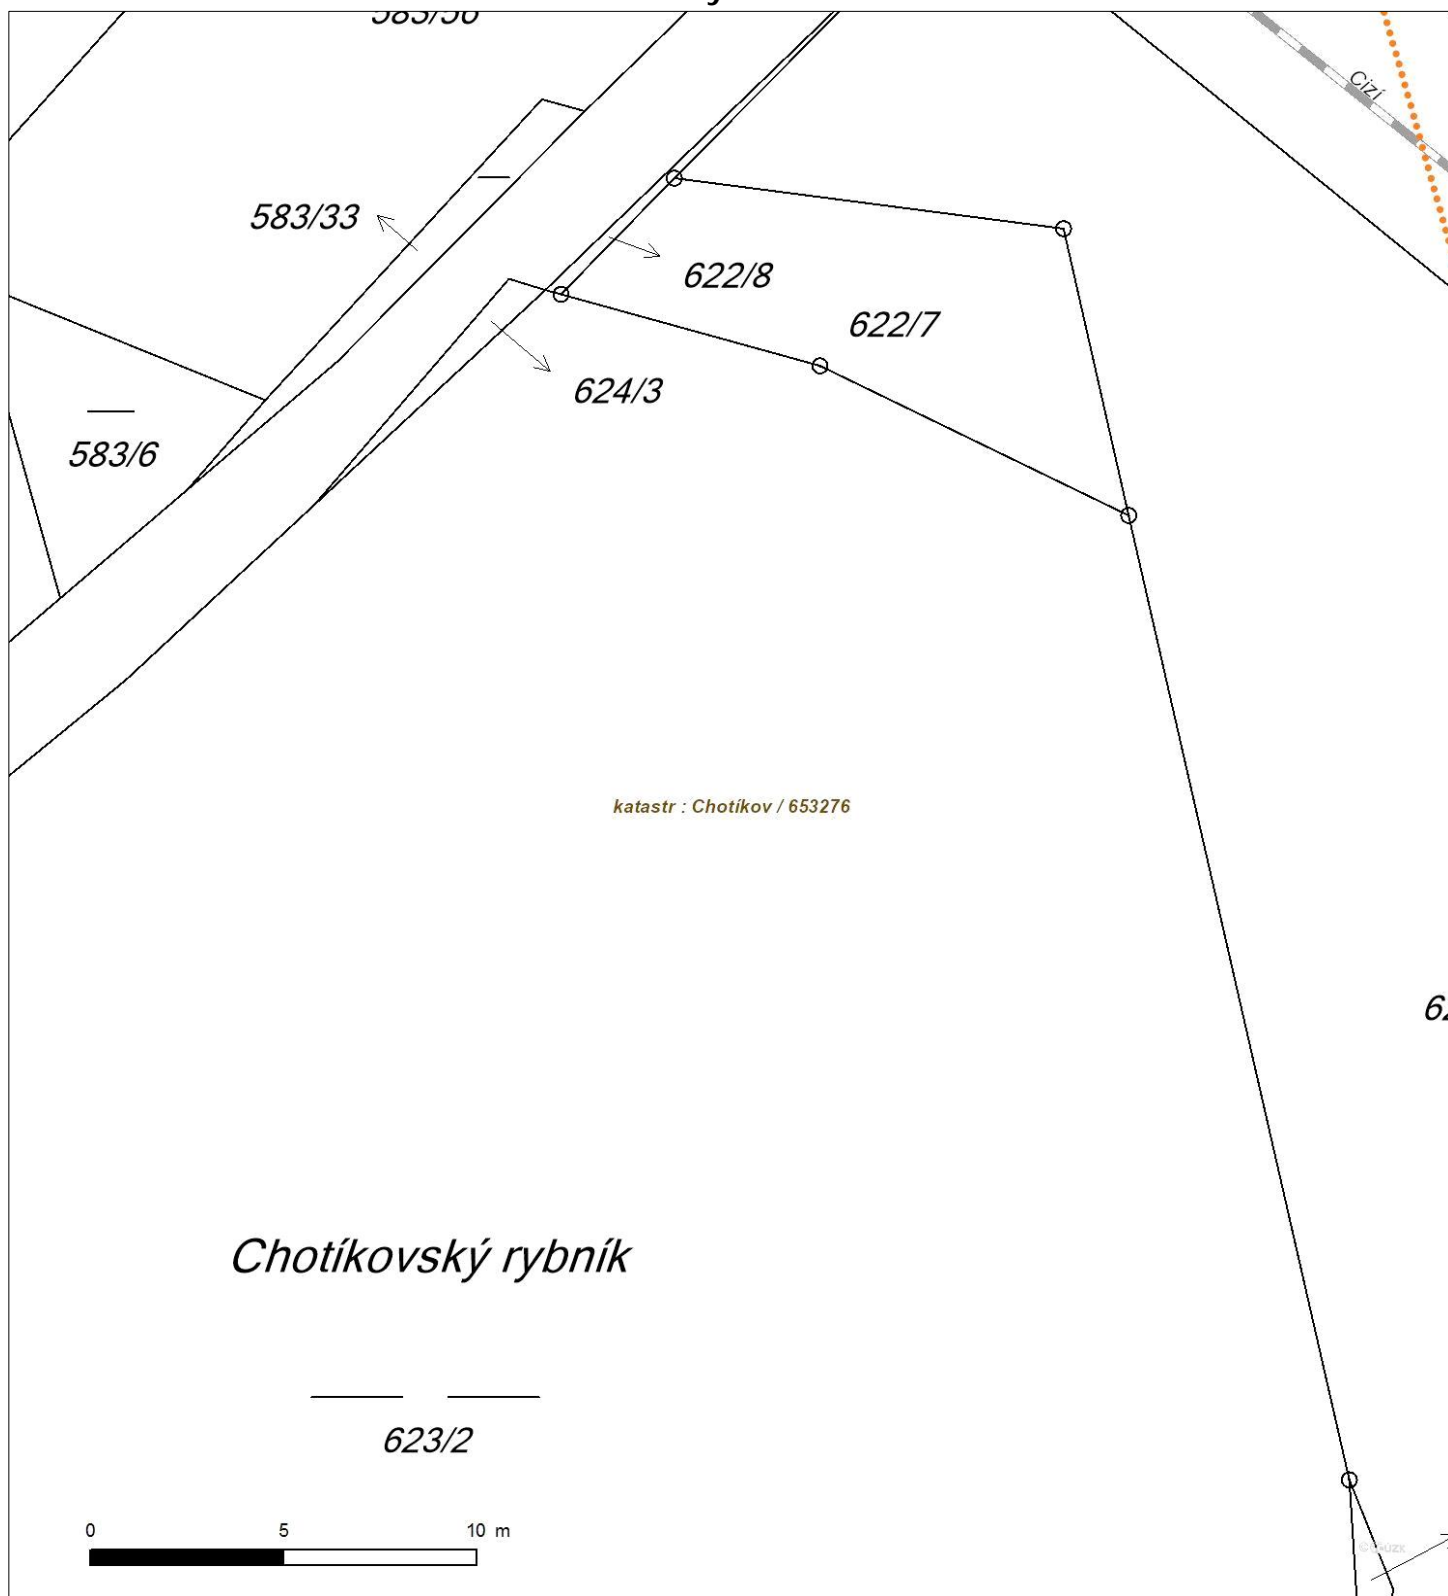 Cizí
583/33
622/8
622/7
624/3
583/6
katastr : Chotíkov / 653276
Chotíkovský rybník
623/2
0 5 10 m